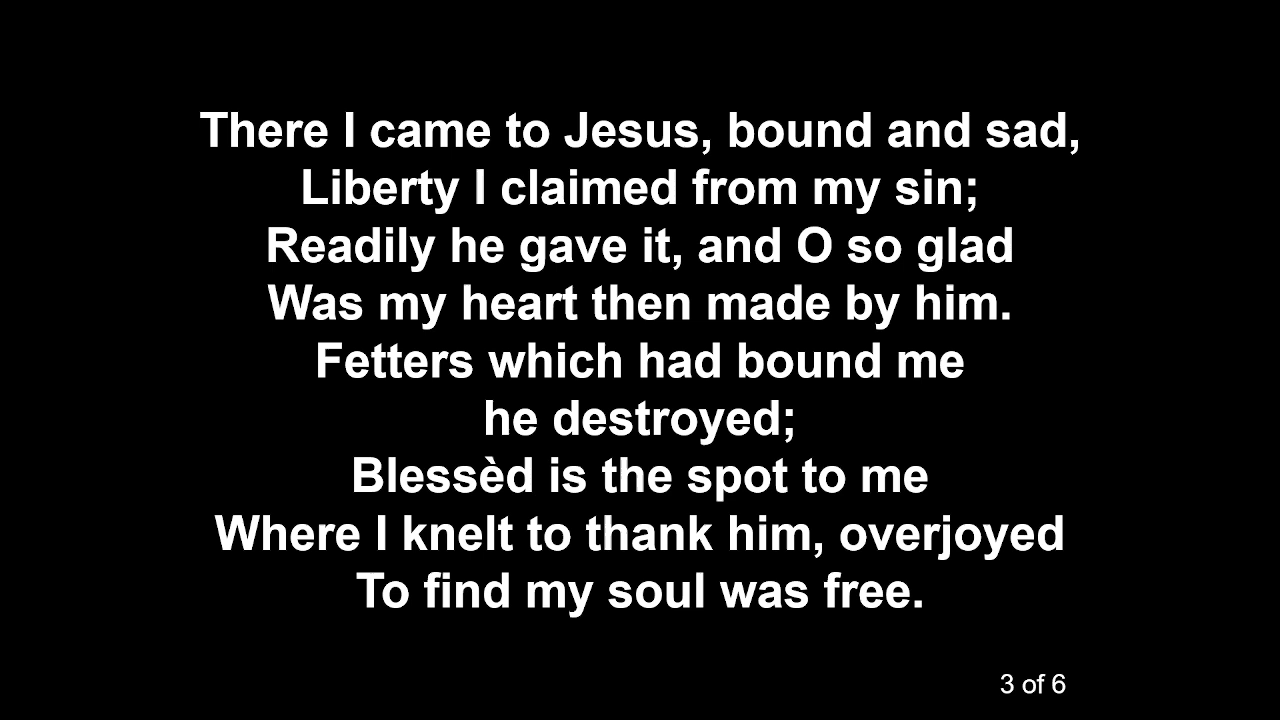 There I came to Jesus, bound and sad,
Liberty I claimed from my sin;
Readily he gave it, and O so glad
Was my heart then made by him.
Fetters which had bound me
he destroyed;
Blessèd is the spot to me
Where I knelt to thank him, overjoyed
To find my soul was free.
3 of 6